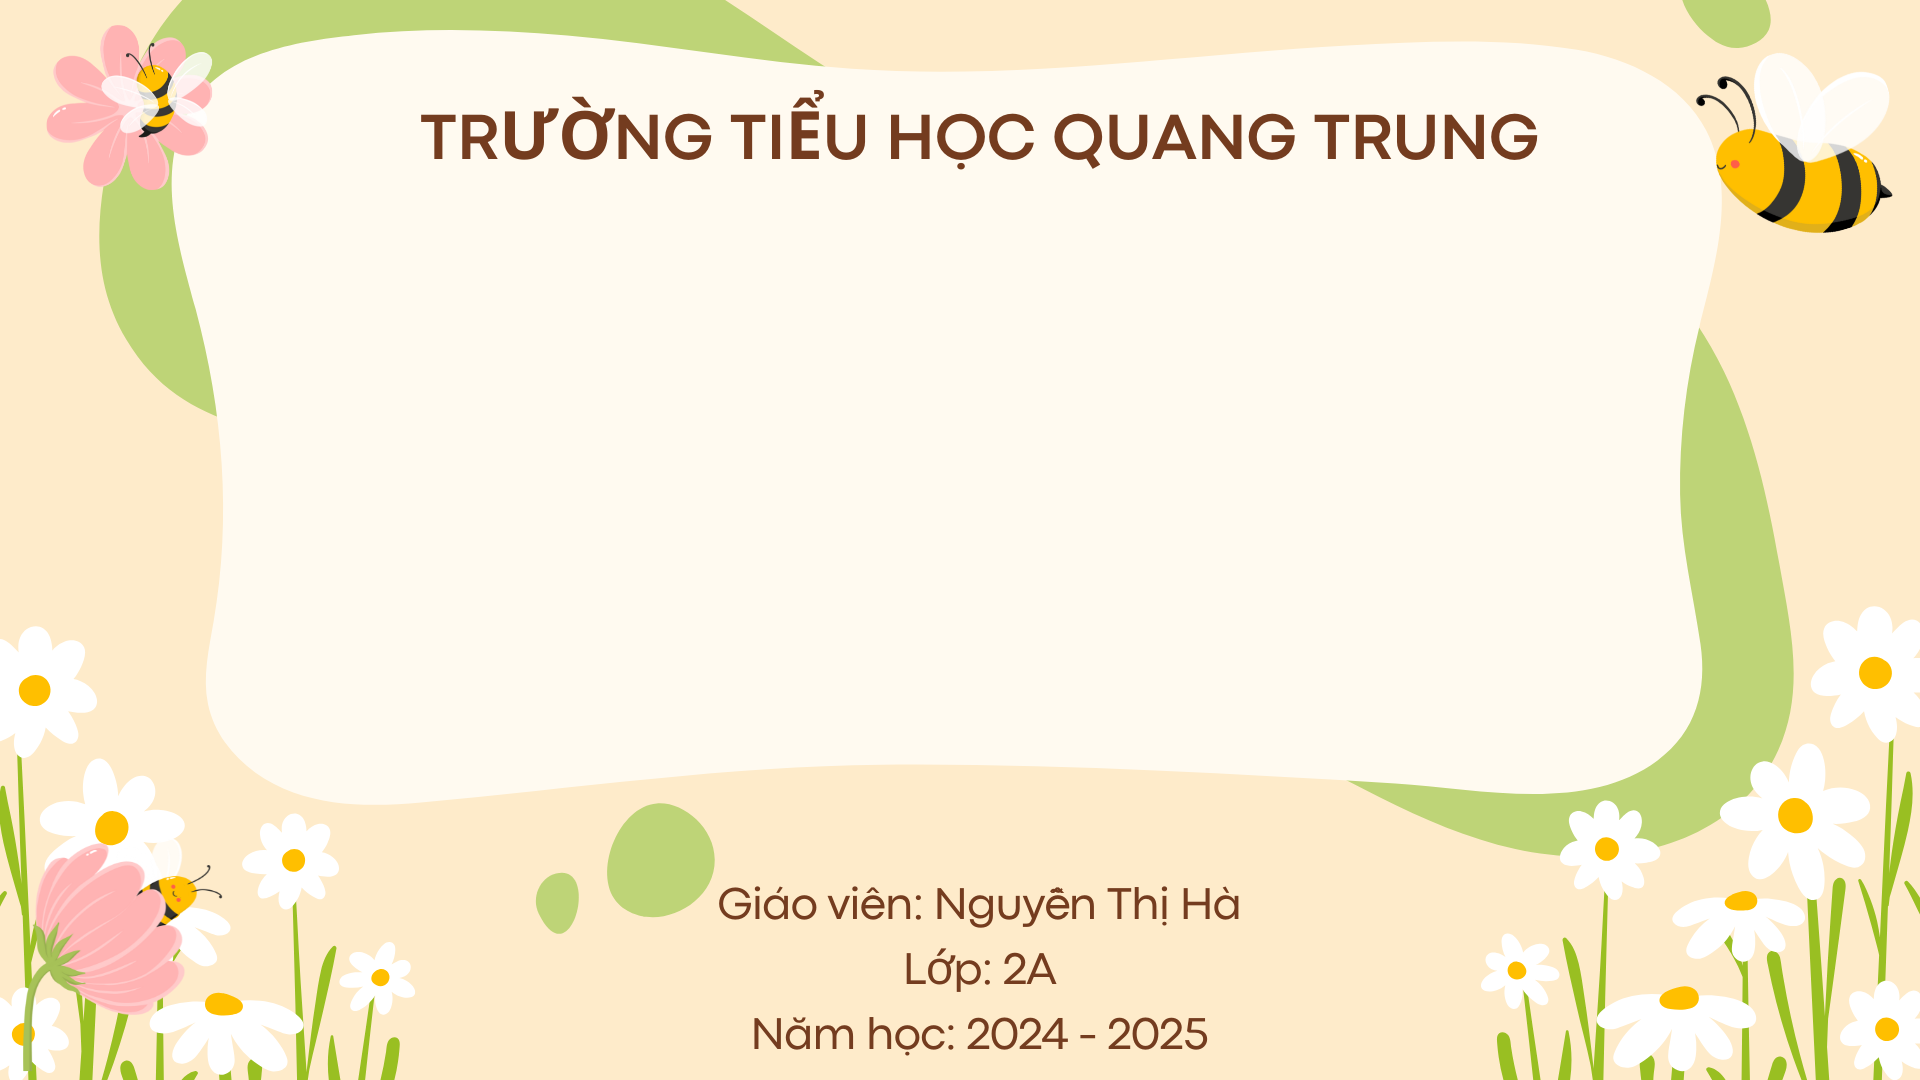 TRƯỜNG TIỂU HỌC QUANG TRUNG
Giáo viên: Nguyễn Thị Hà
Lớp: 2A
Năm học: 2024 - 2025